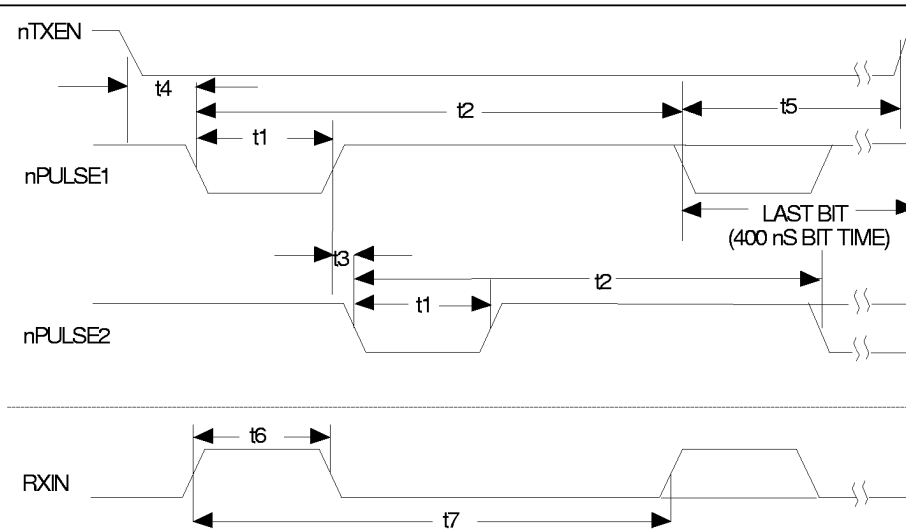 nTXEN
t4
t2
t5
t1
nPULSE1
LAST BIT
(400 nS BIT TIME)
t3
t2
t1
nPULSE2
t6
RXIN
t7